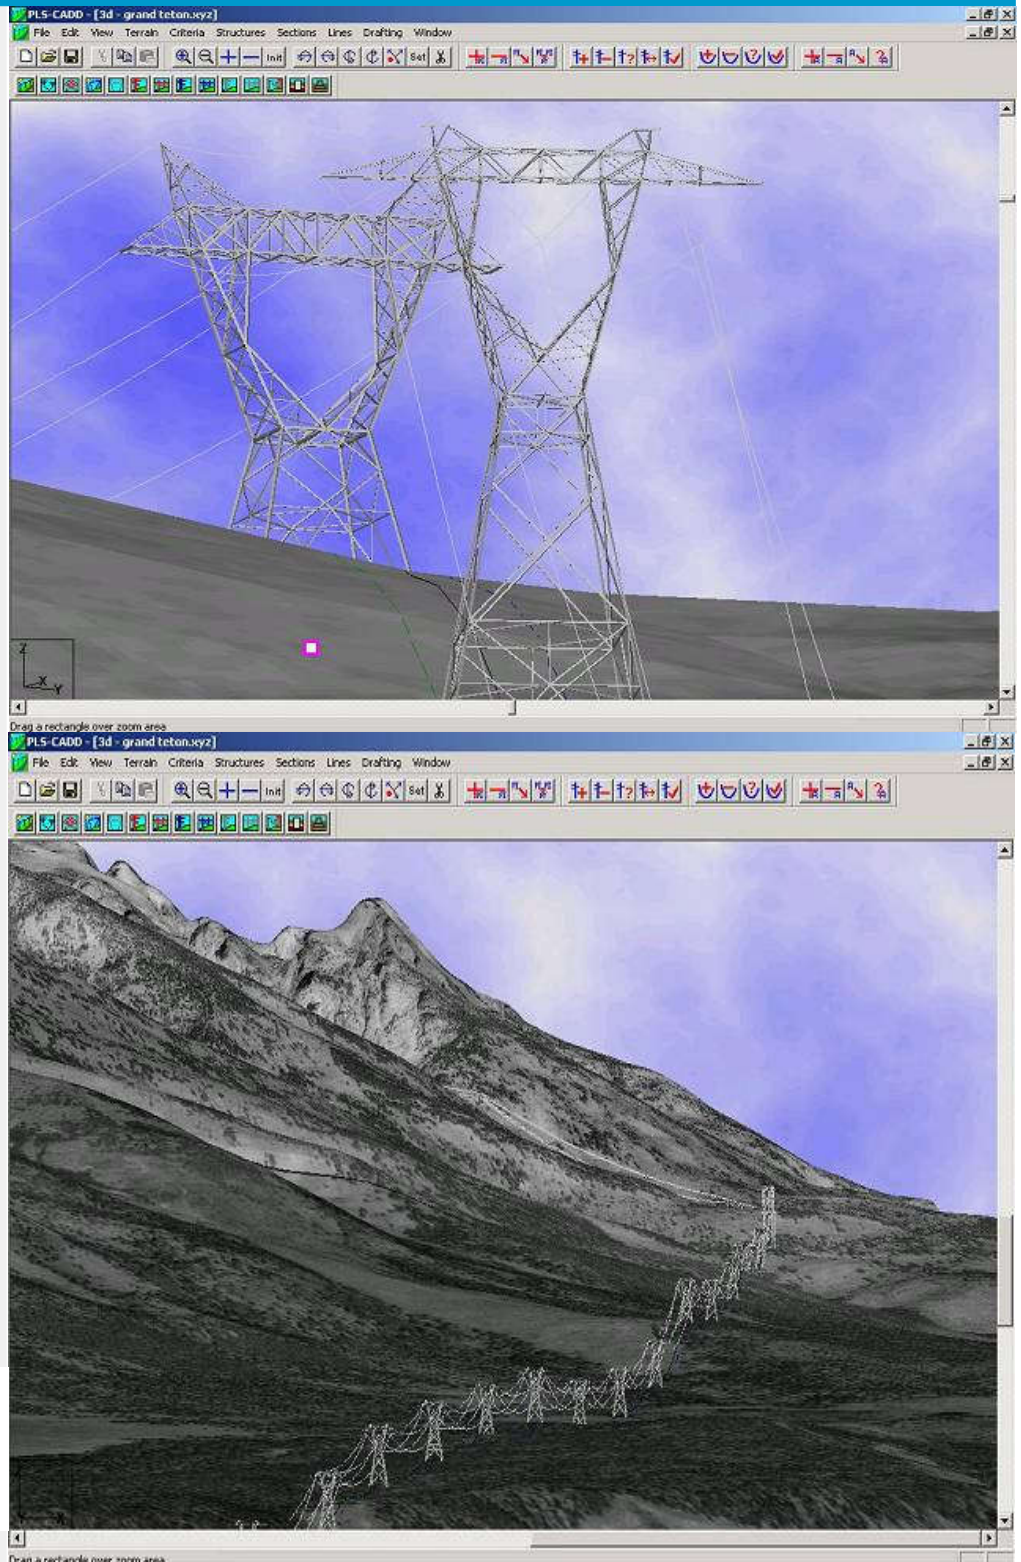 PLS-CADD - [3d - grand teton.xyz]
File Edit View Terrain Criteria Structures Sections Lines Drafting Window
Init Set
Z
X
Y
Drag a rectangle over zoom area
PLS-CADD - [3d - grand teton.xyz]
File Edit View Terrain Criteria Structures Sections Lines Drafting Window
Init Set
Drag a rectangle over zoom area